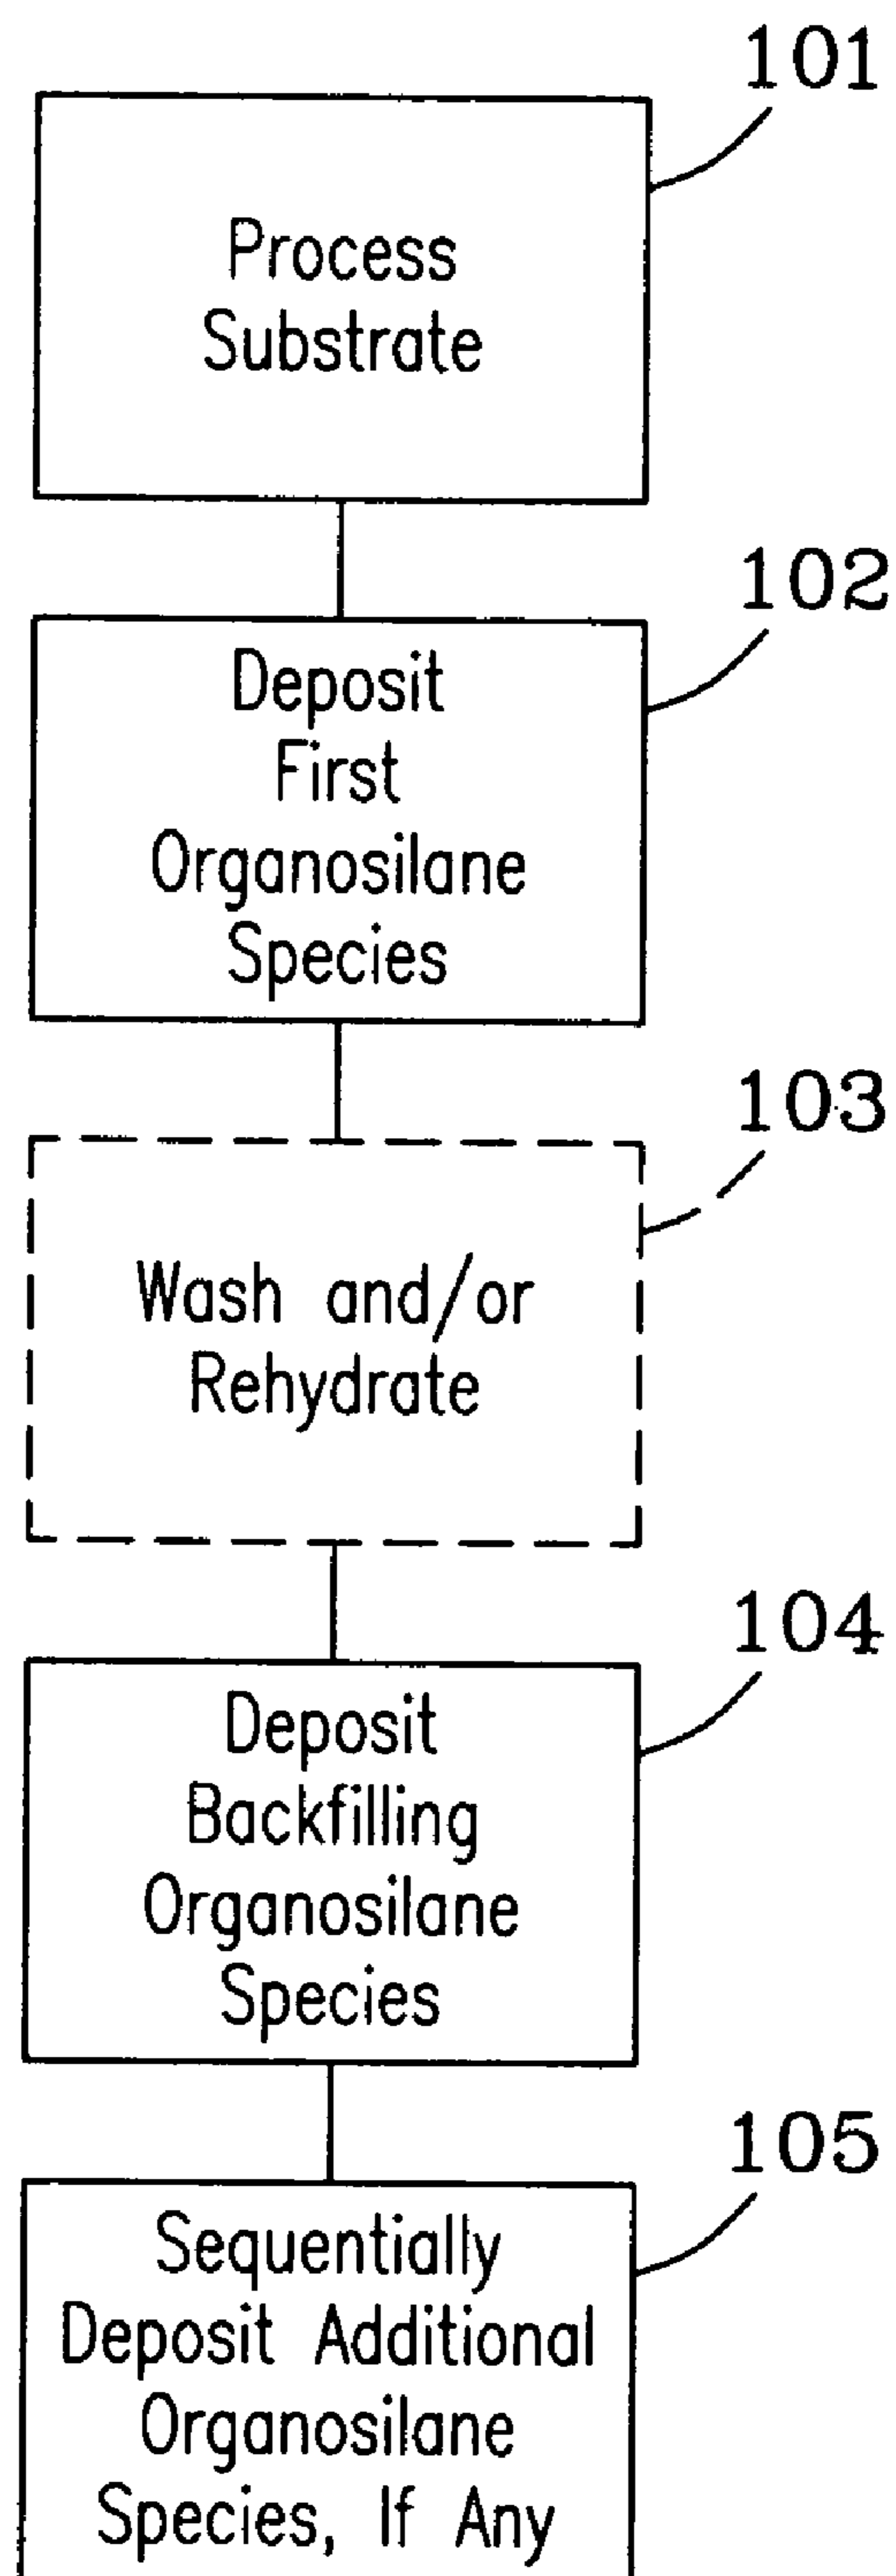 101
Process
Substrate
102
Deposit
First
Organosilane
Species
103
Wash and/or
Rehydrate
104
Deposit
Backfilling
Organosilane
Species
105
Sequentially
Deposit Additional
Organosilane
Species, If Any